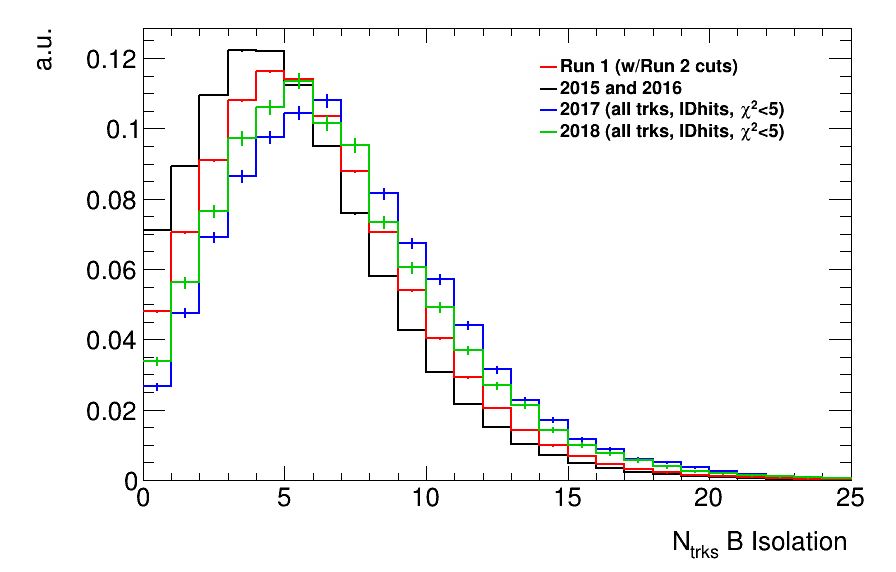 a.u.
0.12
0.1
0.08
0.06
0.04
0.02
0
Run 1 (w/Run 2 cuts)
2015 and 2016
2017 (all trks, IDhits, χ²<5)
2018 (all trks, IDhits, χ²<5)
0 5 10 15 20 25
N_trks B Isolation